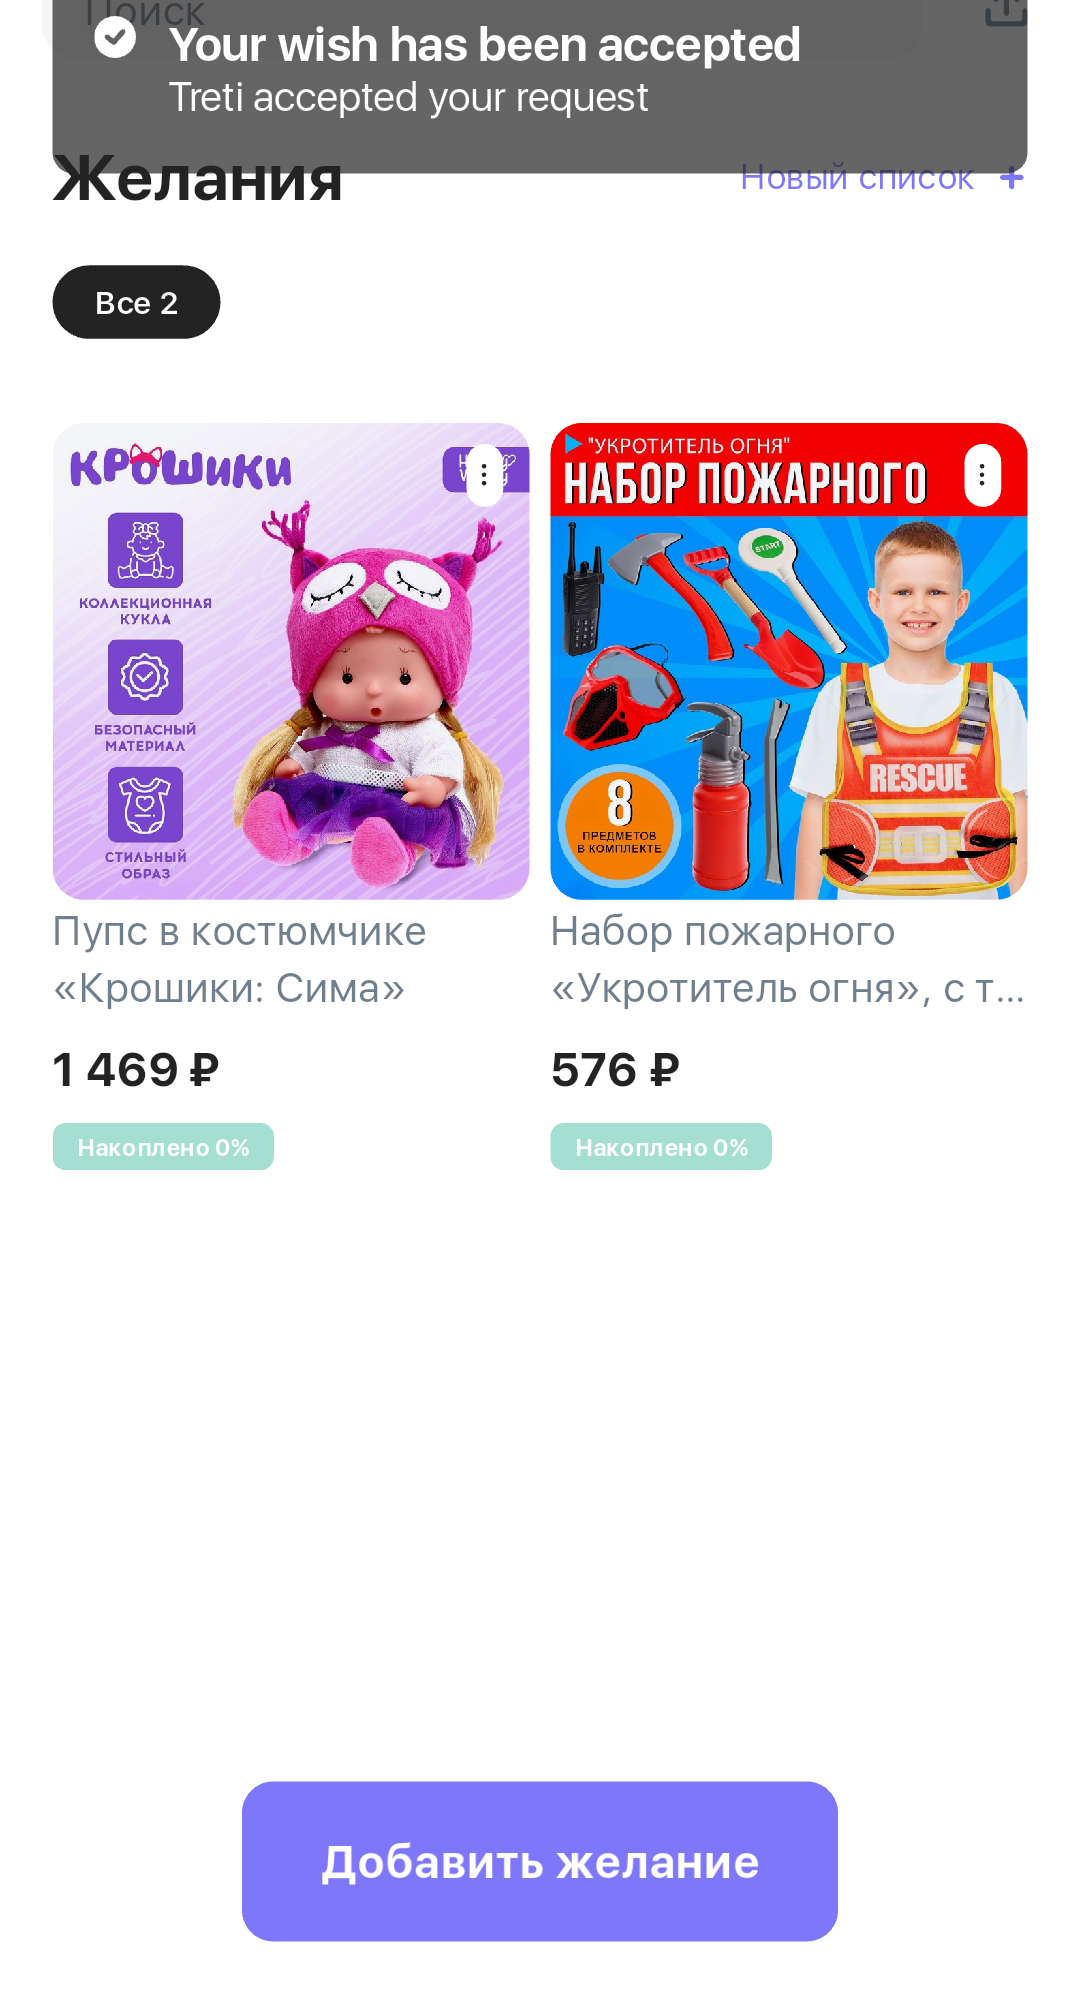 Поиск
Your wish has been accepted
Treti accepted your request
Желания
Новый список +
Все 2
КРОШИКИ
КОЛЛЕКЦИОННАЯ
КУКЛА
БЕЗОПАСНЫЙ
МАТЕРИАЛ
СТИЛЬНЫЙ
ОБРАЗ
"УКРОТИТЕЛЬ ОГНЯ"
НАБОР ПОЖАРНОГО
START
RESCUE
8
ПРЕДМЕТОВ
В КОМПЛЕКТЕ
Пупс в костюмчике
«Крошики: Сима»
1 469 ₽
Накоплено 0%
Набор пожарного
«Укротитель огня», с т...
576 ₽
Накоплено 0%
Добавить желание